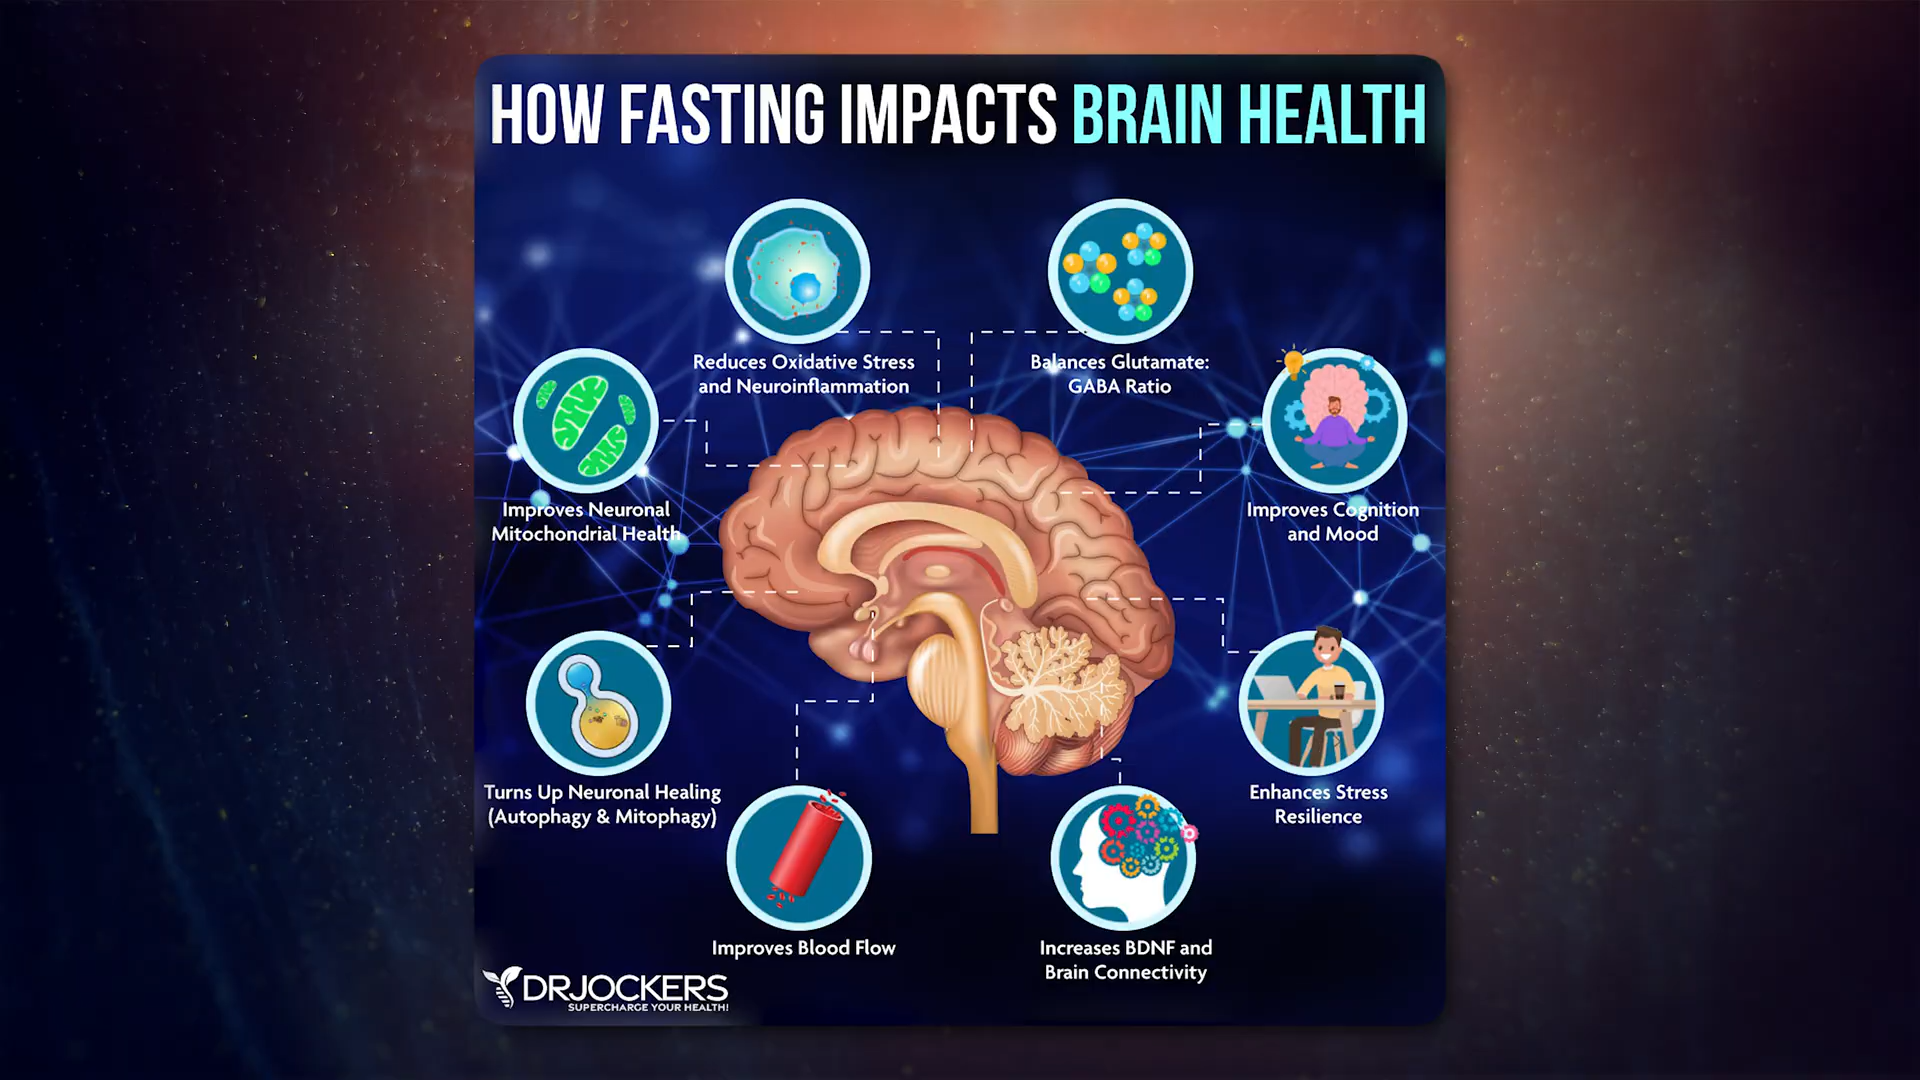 HOW FASTING IMPACTS BRAIN HEALTH
Reduces Oxidative Stress
and Neuroinflammation
Balances Glutamate:
GABA Ratio
Improves Neuronal
Mitochondrial Health
Improves Cognition
and Mood
Turns Up Neuronal Healing
(Autophagy & Mitophagy)
Enhances Stress
Resilience
Improves Blood Flow
Increases BDNF and
Brain Connectivity
DRJOCKERS
SUPERCHARGE YOUR HEALTH!